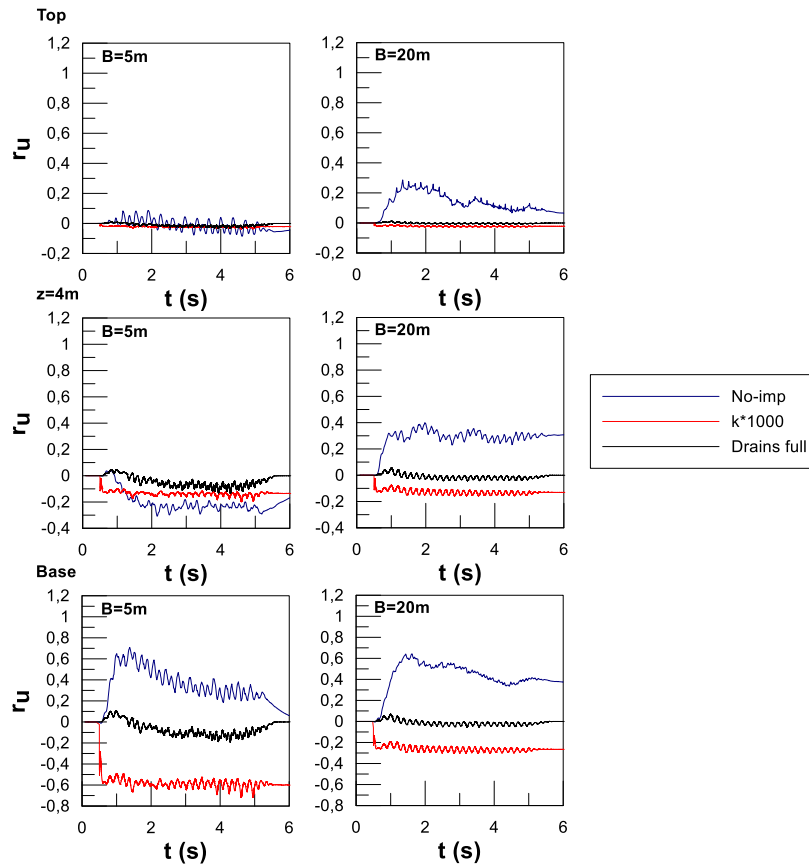 Top
B=5m
B=20m
1,2
1
0,8
0,6
0,4
0,2
0
-0,2
ru
0 2 4 6
t (s)
1,2
1
0,8
0,6
0,4
0,2
0
-0,2
0 2 4 6
t (s)
z=4m
B=5m
B=20m
1,2
1
0,8
0,6
0,4
0,2
0
-0,2
-0,4
ru
0 2 4 6
t (s)
1,2
1
0,8
0,6
0,4
0,2
0
-0,2
-0,4
0 2 4 6
t (s)
No-imp
k*1000
Drains full
Base
B=5m
B=20m
1,2
1
0,8
0,6
0,4
0,2
0
-0,2
-0,4
-0,6
-0,8
ru
0 2 4 6
t (s)
1,2
1
0,8
0,6
0,4
0,2
0
-0,2
-0,4
-0,6
-0,8
0 2 4 6
t (s)